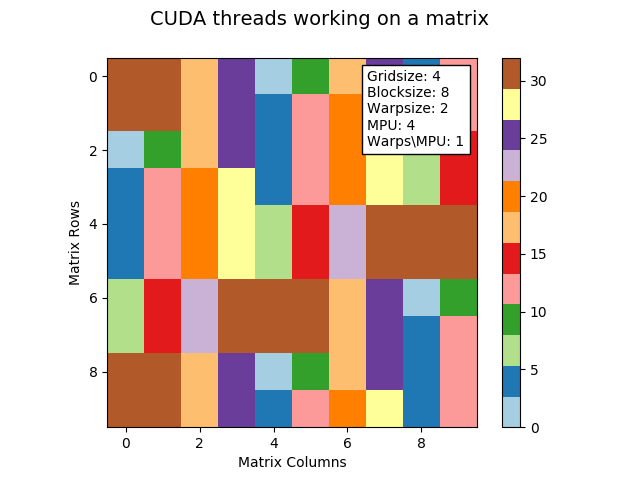 CUDA threads working on a matrix
Gridsize: 4
Blocksize: 8
Warpsize: 2
MPU: 4
Warps\MPU: 1
Matrix Rows
0
2
4
6
8
0 2 4 6 8
Matrix Columns
30
25
20
15
10
5
0